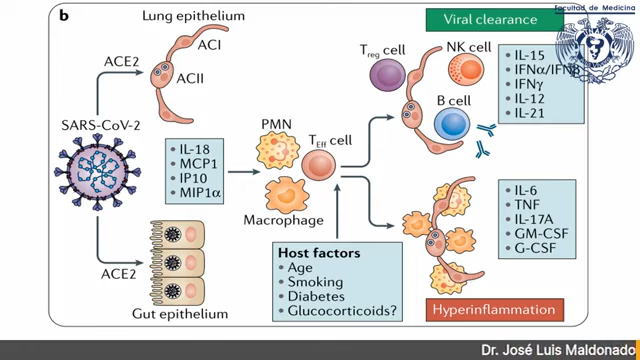 Facultad de Medicina
b
Lung epithelium
Viral clearance
ACI
ACE2
ACII
Treg cell
NK cell
• IL-15
• IFNα/IFNβ
• IFNγ
• IL-12
• IL-21
B cell
SARS-CoV-2
PMN
TEff cell
• IL-18
• MCP1
• IP10
• MIP1α
Macrophage
• IL-6
• TNF
• IL-17A
• GM-CSF
• G-CSF
Host factors
• Age
• Smoking
• Diabetes
• Glucocorticoids?
ACE2
Gut epithelium
Hyperinflammation
Dr. José Luis Maldonado